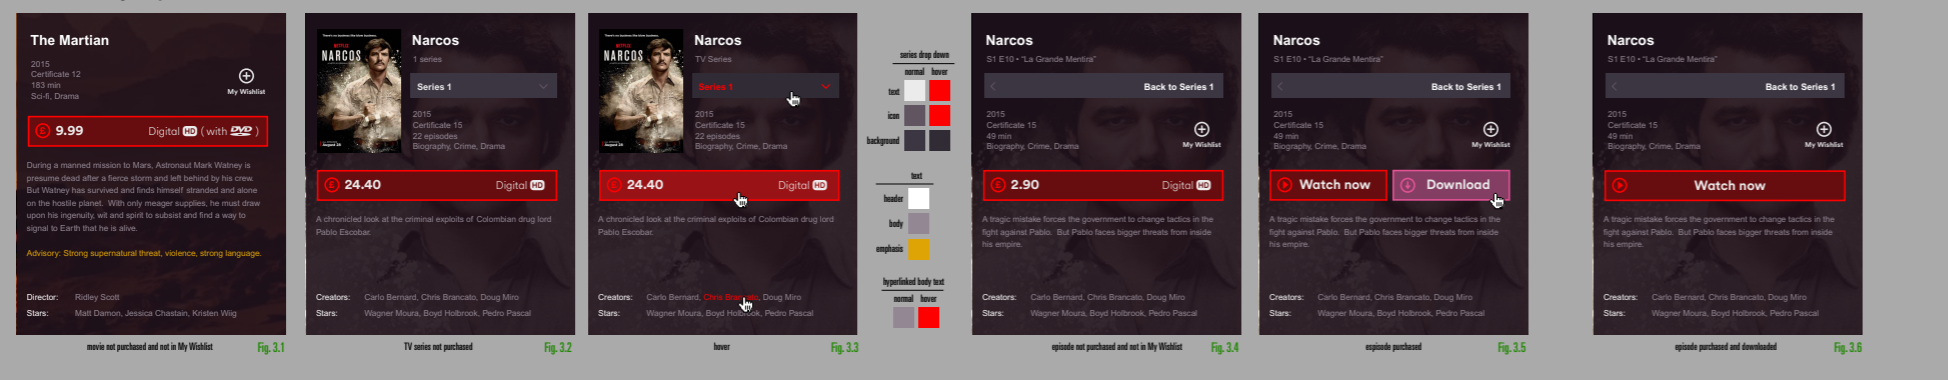 The Martian
2015
Certificate 12
183 min
Sci-fi, Drama
My Wishlist
£ 9.99 Digital HD ( with DVD )
During a manned mission to Mars, Astronaut Mark Watney is
presume dead after a fierce storm and left behind by his crew.
But Watney has survived and finds himself stranded and alone
on the hostile planet. With only meager supplies, he must draw
upon his ingenuity, wit and spirit to subsist and find a way to
signal to Earth that he is alive.
Advisory: Strong supernatural threat, violence, strong language.
Director: Ridley Scott
Stars: Matt Damon, Jessica Chastain, Kristen Wiig
movie not purchased and not in My Wishlist
Fig. 3.1
There's no business like blow business.
NETFLIX
NARCOS
August 28
Narcos
1 series
Series 1
2015
Certificate 15
22 episodes
Biography, Crime, Drama
£ 24.40 Digital HD
A chronicled look at the criminal exploits of Colombian drug lord
Pablo Escobar.
Creators: Carlo Bernard, Chris Brancato, Doug Miro
Stars: Wagner Moura, Boyd Holbrook, Pedro Pascal
TV series not purchased
Fig. 3.2
There's no business like blow business.
NETFLIX
NARCOS
August 28
Narcos
TV Series
Series 1
2015
Certificate 15
22 episodes
Biography, Crime, Drama
£ 24.40 Digital HD
A chronicled look at the criminal exploits of Colombian drug lord
Pablo Escobar.
Creators: Carlo Bernard, Chris Brancato, Doug Miro
Stars: Wagner Moura, Boyd Holbrook, Pedro Pascal
hover
Fig. 3.3
series drop down
normal hover
text
icon
background
text
header
body
emphasis
hyperlinked body text
normal hover
Narcos
S1 E10 • “La Grande Mentira”
Back to Series 1
2015
Certificate 15
49 min
Biography, Crime, Drama
My Wishlist
£ 2.90 Digital HD
A tragic mistake forces the government to change tactics in the
fight against Pablo. But Pablo faces bigger threats from inside
his empire.
Creators: Carlo Bernard, Chris Brancato, Doug Miro
Stars: Wagner Moura, Boyd Holbrook, Pedro Pascal
episode not purchased and not in My Wishlist
Fig. 3.4
Narcos
S1 E10 • “La Grande Mentira”
Back to Series 1
2015
Certificate 15
49 min
Biography, Crime, Drama
My Wishlist
Watch now Download
A tragic mistake forces the government to change tactics in the
fight against Pablo. But Pablo faces bigger threats from inside
his empire.
Creators: Carlo Bernard, Chris Brancato, Doug Miro
Stars: Wagner Moura, Boyd Holbrook, Pedro Pascal
espisode purchased
Fig. 3.5
Narcos
S1 E10 • “La Grande Mentira”
Back to Series 1
2015
Certificate 15
49 min
Biography, Crime, Drama
My Wishlist
Watch now
A tragic mistake forces the government to change tactics in the
fight against Pablo. But Pablo faces bigger threats from inside
his empire.
Creators: Carlo Bernard, Chris Brancato, Doug Miro
Stars: Wagner Moura, Boyd Holbrook, Pedro Pascal
episode purchased and downloaded
Fig. 3.6